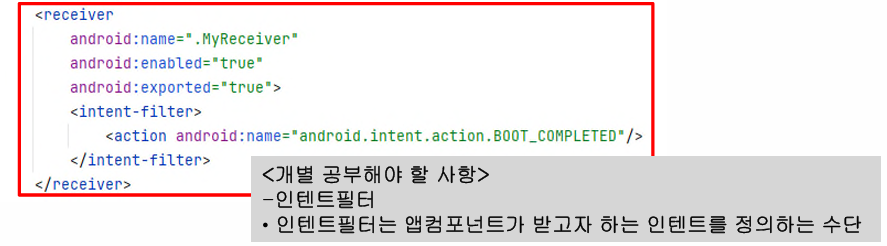 <receiver
android:name=".MyReceiver"
android:enabled="true"
android:exported="true">
<intent-filter>
<action android:name="android.intent.action.BOOT_COMPLETED"/>
</intent-filter>
</receiver>
<개별 공부해야 할 사항>
-인텐트필터
• 인텐트필터는 앱컴포넌트가 받고자 하는 인텐트를 정의하는 수단